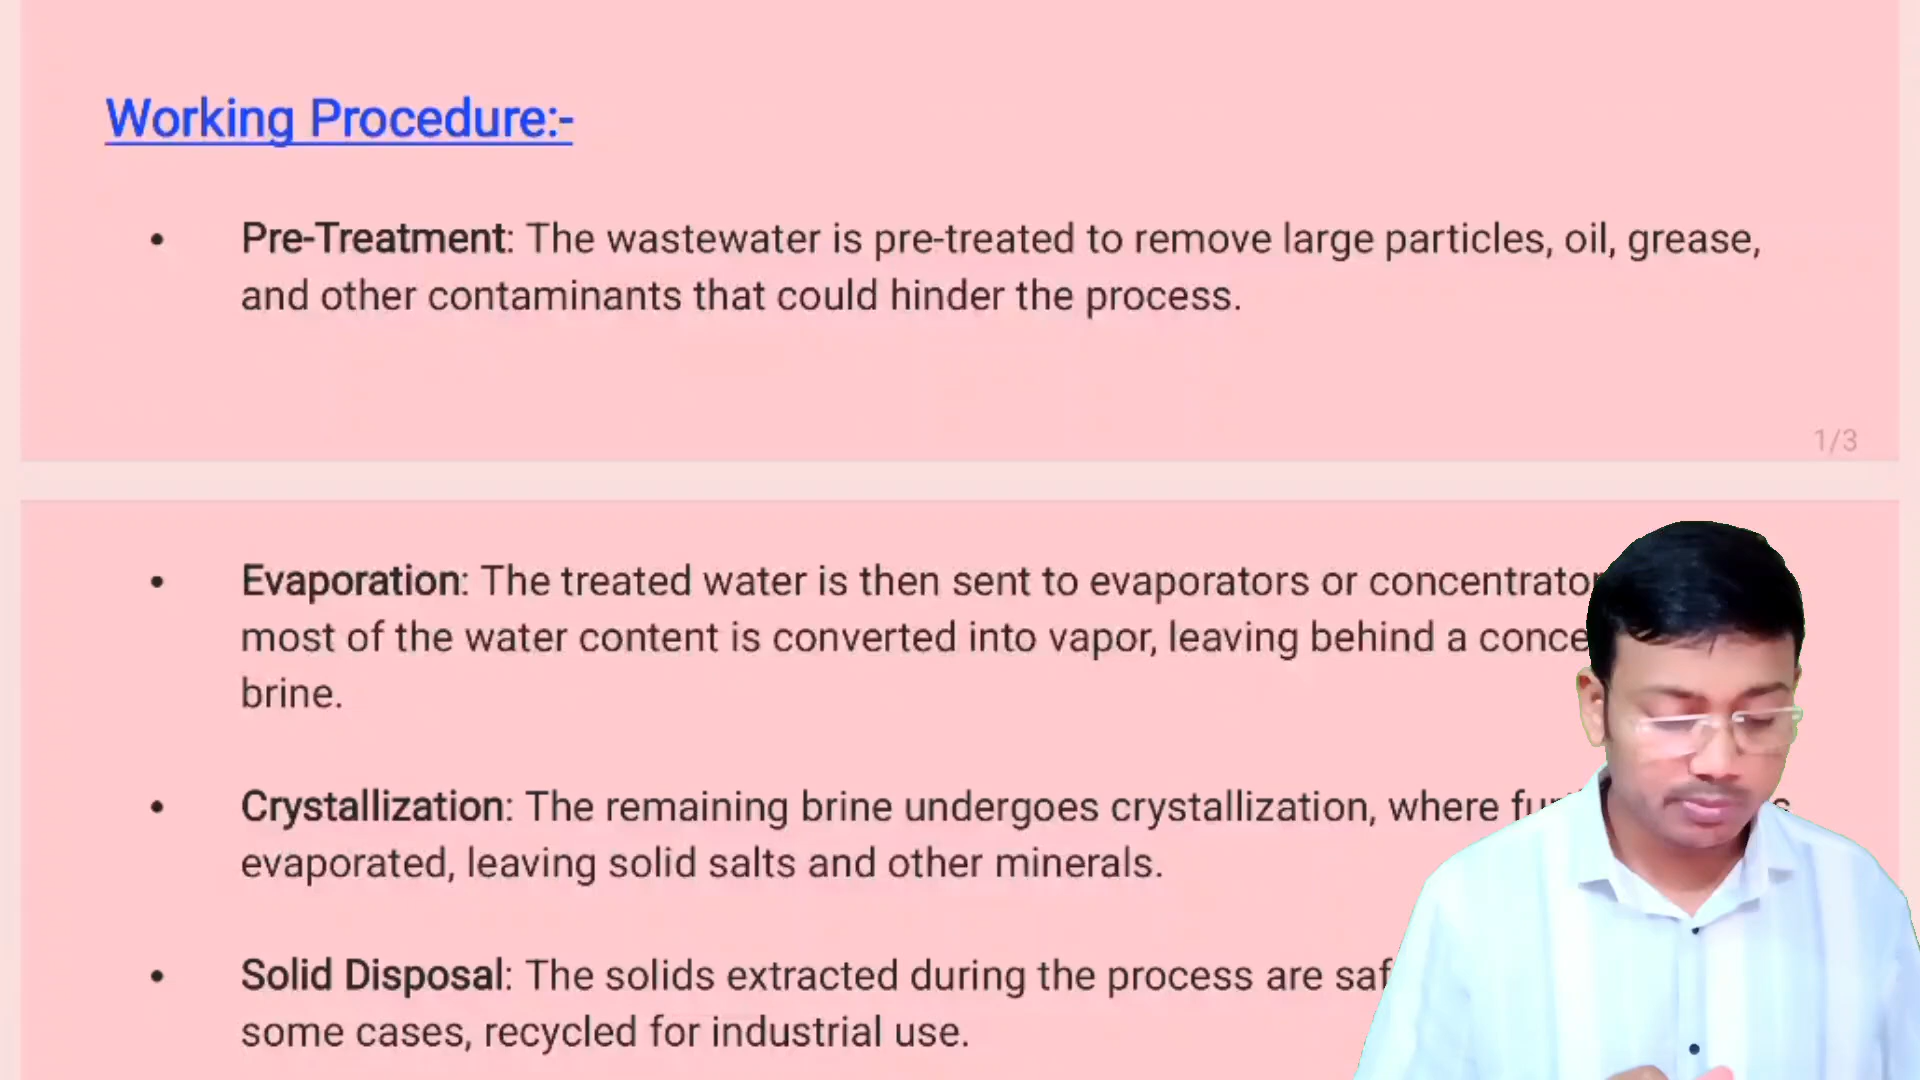 Working Procedure:-
• Pre-Treatment: The wastewater is pre-treated to remove large particles, oil, grease,
and other contaminants that could hinder the process.
1/3
• Evaporation: The treated water is then sent to evaporators or
most of the water content is converted into vapor, leaving behind a
brine.
• Crystallization: The remaining brine undergoes crystallization, where
evaporated, leaving solid salts and other minerals.
• Solid Disposal: The solids extracted during the process are
some cases, recycled for industrial use.